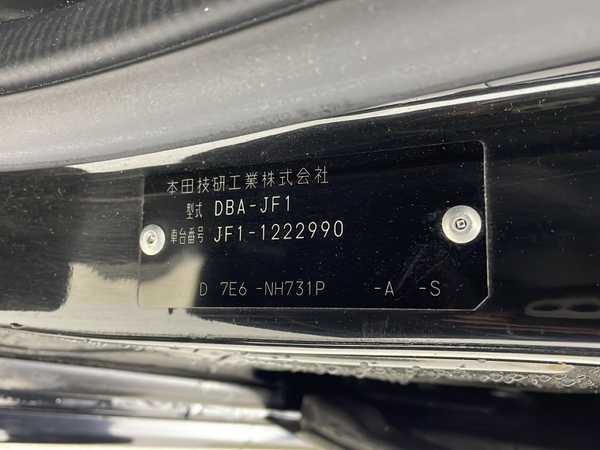 本田技研工業株式会社
型式 DBA-JF1
車台番号 JF1-1222990
D 7E6 -NH731P -A -S